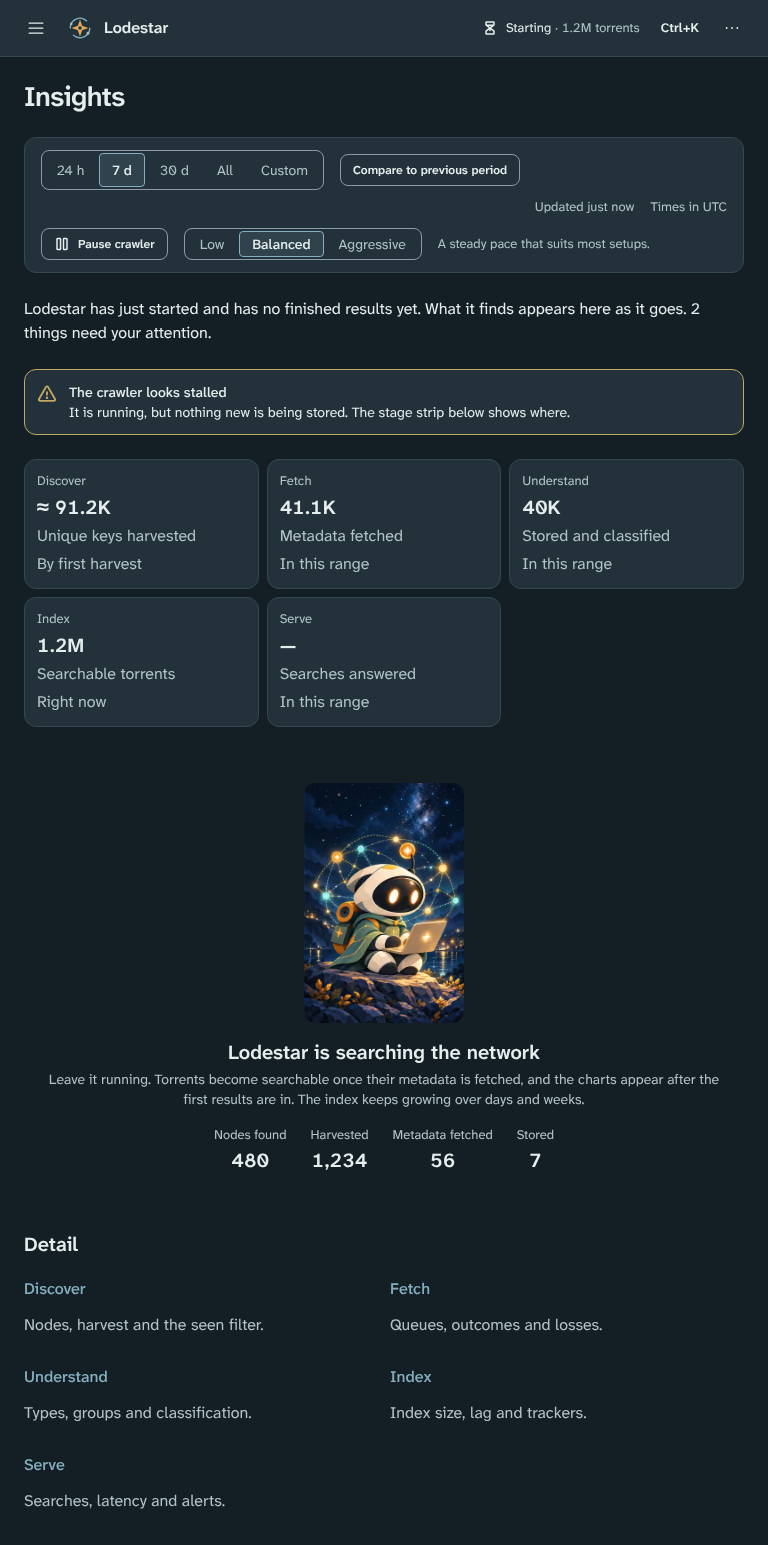 Lodestar
Starting · 1.2M torrents
Ctrl+K
Insights
24 h
7 d
30 d
All
Custom
Compare to previous period
Updated just now
Times in UTC
Pause crawler
Low
Balanced
Aggressive
A steady pace that suits most setups.
Lodestar has just started and has no finished results yet. What it finds appears here as it goes. 2
things need your attention.
The crawler looks stalled
It is running, but nothing new is being stored. The stage strip below shows where.
Discover
≈ 91.2K
Unique keys harvested
By first harvest
Fetch
41.1K
Metadata fetched
In this range
Understand
40K
Stored and classified
In this range
Index
1.2M
Searchable torrents
Right now
Serve
—
Searches answered
In this range
Lodestar is searching the network
Leave it running. Torrents become searchable once their metadata is fetched, and the charts appear after the
first results are in. The index keeps growing over days and weeks.
Nodes found
480
Harvested
1,234
Metadata fetched
56
Stored
7
Detail
Discover
Nodes, harvest and the seen filter.
Fetch
Queues, outcomes and losses.
Understand
Types, groups and classification.
Index
Index size, lag and trackers.
Serve
Searches, latency and alerts.